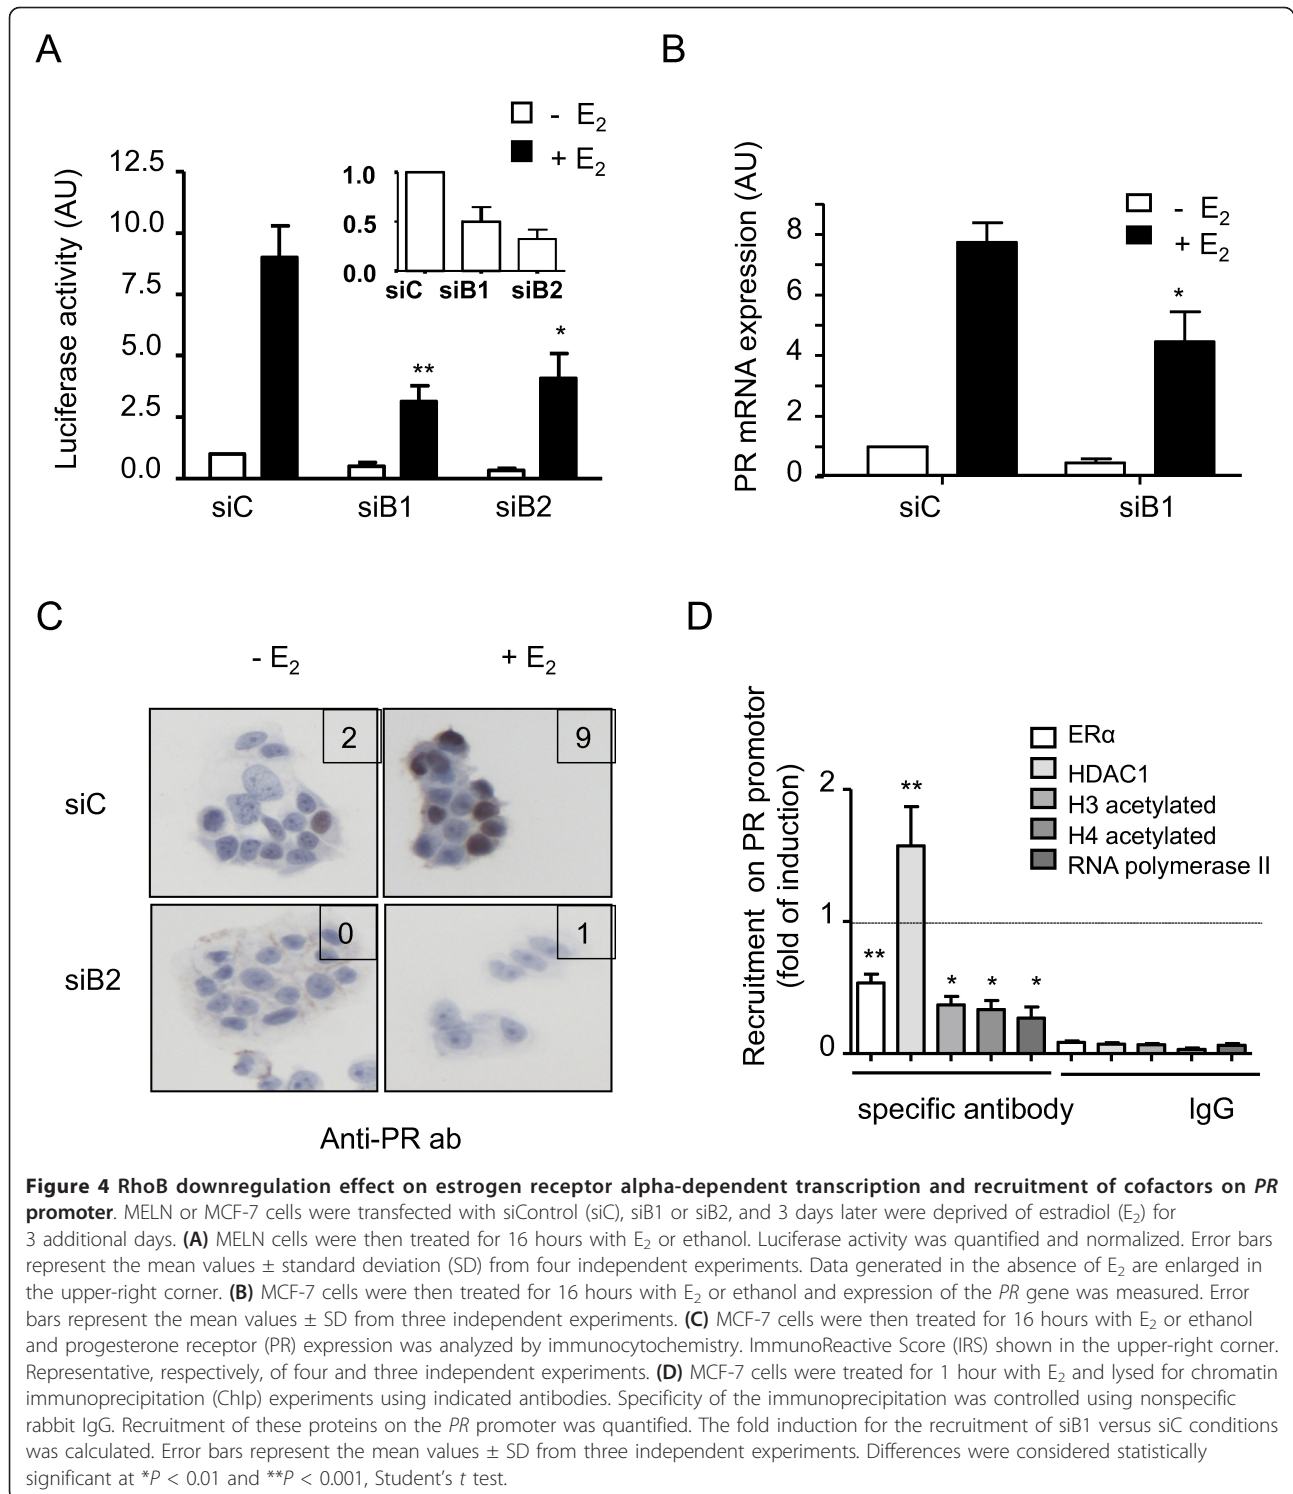 A
- E2
+ E2
Luciferase activity (AU)
12.5
10.0
7.5
5.0
2.5
0.0
1.0
0.5
0.0
siC siB1 siB2
**
*
siC siB1 siB2
B
- E2
+ E2
PR mRNA expression (AU)
8
6
4
2
0
*
siC siB1
C
- E2 + E2
siC
2
9
siB2
0
1
Anti-PR ab
D
Recruitment on PR promotor
(fold of induction)
2
1
0
ERα
HDAC1
H3 acetylated
H4 acetylated
RNA polymerase II
**
**
* * *
specific antibody IgG
Figure 4 RhoB downregulation effect on estrogen receptor alpha-dependent transcription and recruitment of cofactors on PR
promoter. MELN or MCF-7 cells were transfected with siControl (siC), siB1 or siB2, and 3 days later were deprived of estradiol (E2) for
3 additional days. (A) MELN cells were then treated for 16 hours with E2 or ethanol. Luciferase activity was quantified and normalized. Error bars
represent the mean values ± standard deviation (SD) from four independent experiments. Data generated in the absence of E2 are enlarged in
the upper-right corner. (B) MCF-7 cells were then treated for 16 hours with E2 or ethanol and expression of the PR gene was measured. Error
bars represent the mean values ± SD from three independent experiments. (C) MCF-7 cells were then treated for 16 hours with E2 or ethanol
and progesterone receptor (PR) expression was analyzed by immunocytochemistry. ImmunoReactive Score (IRS) shown in the upper-right corner.
Representative, respectively, of four and three independent experiments. (D) MCF-7 cells were treated for 1 hour with E2 and lysed for chromatin
immunoprecipitation (ChIp) experiments using indicated antibodies. Specificity of the immunoprecipitation was controlled using nonspecific
rabbit IgG. Recruitment of these proteins on the PR promoter was quantified. The fold induction for the recruitment of siB1 versus siC conditions
was calculated. Error bars represent the mean values ± SD from three independent experiments. Differences were considered statistically
significant at *P < 0.01 and **P < 0.001, Student's t test.